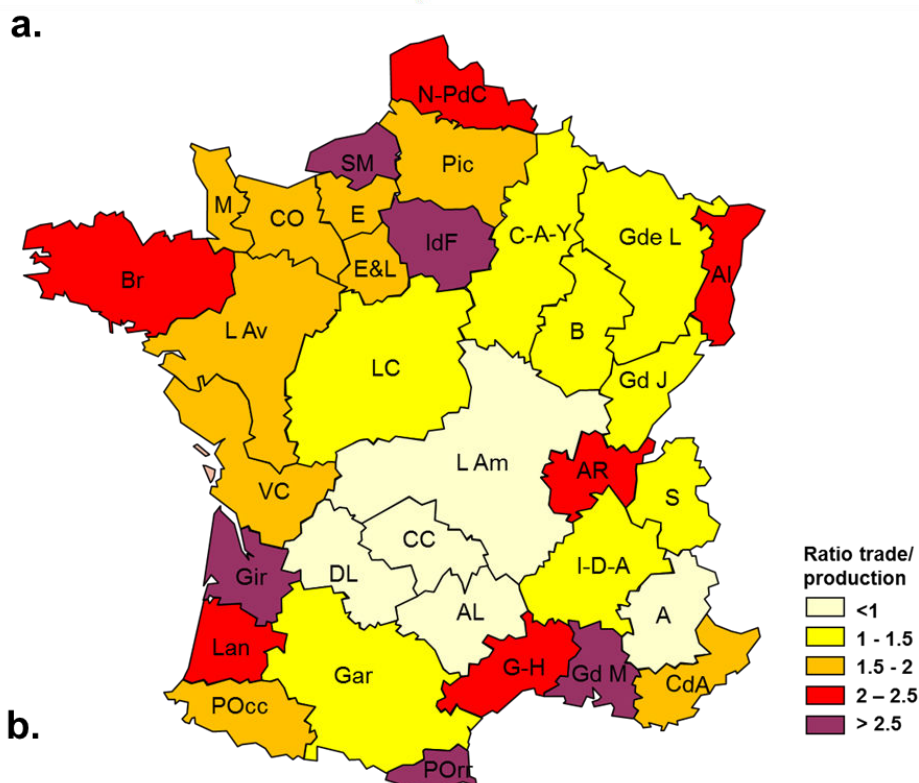 a.
N-PdC
SM
Pic
M
CO
E
IdF
C-A-Y
Gde L
Al
Br
E&L
L Av
LC
B
Gd J
L Am
AR
S
VC
CC
Gir
DL
I-D-A
AL
A
Lan
Gar
G-H
Gd M
CdA
POcc
POrr
b.
Ratio trade/
production
<1
1 - 1.5
1.5 - 2
2 – 2.5
> 2.5